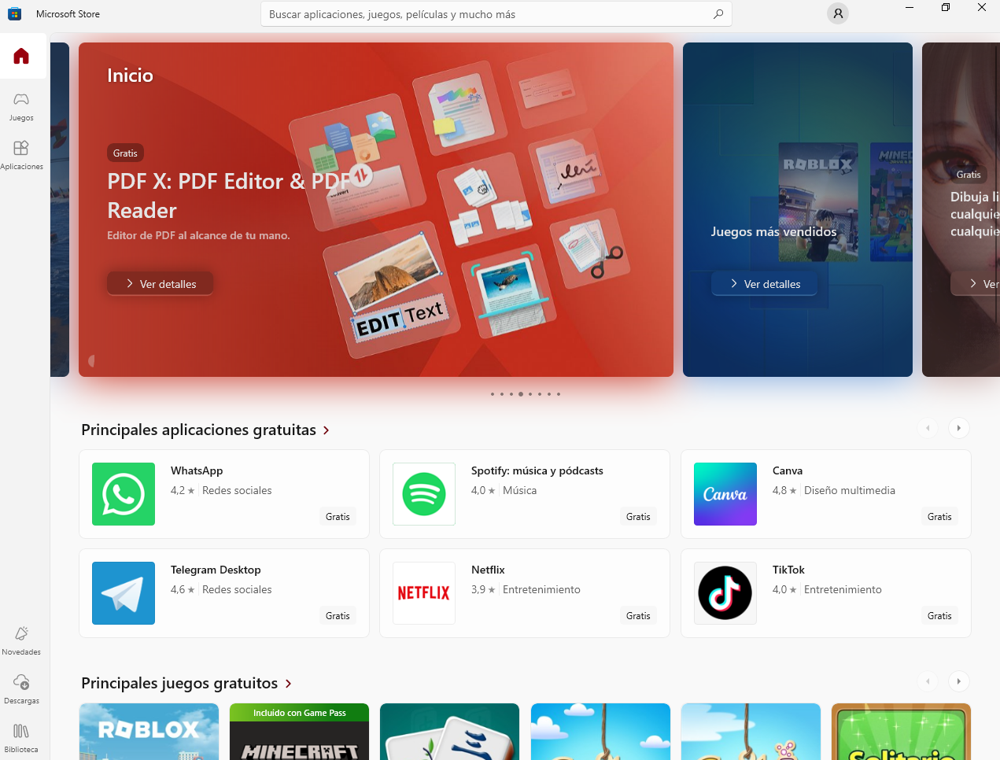 Microsoft Store
Buscar aplicaciones, juegos, películas y mucho más
Inicio
Juegos
Aplicaciones
Gratis
PDF X: PDF Editor & PDF
Reader
Editor de PDF al alcance de tu mano.
Ver detalles
EDIT Text
ROBLOX
Juegos más vendidos
Ver detalles
Gratis
Dibuja li
cualquie
cualquie
Ver
Principales aplicaciones gratuitas
WhatsApp
4,2 ★ Redes sociales
Gratis
Spotify: música y pódcasts
4,0 ★ Música
Gratis
Canva
Canva
4,8 ★ Diseño multimedia
Gratis
Telegram Desktop
4,6 ★ Redes sociales
Gratis
NETFLIX
Netflix
3,9 ★ Entretenimiento
Gratis
TikTok
4,0 ★ Entretenimiento
Gratis
Novedades
Descargas
Biblioteca
Principales juegos gratuitos
ROBLOX
Incluido con Game Pass
MINECRAFT
Solitario